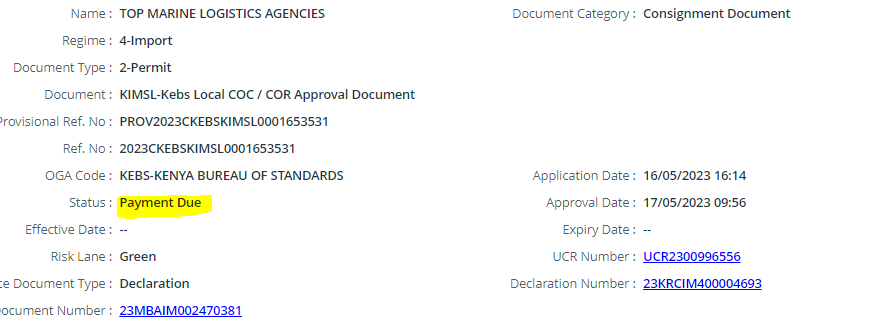 Name : TOP MARINE LOGISTICS AGENCIES Document Category : Consignment Document
Regime : 4-Import
Document Type : 2-Permit
Document : KIMSL-Kebs Local COC / COR Approval Document
Provisional Ref. No : PROV2023CKEBSKIMSL0001653531
Ref. No : 2023CKEBSKIMSL0001653531
OGA Code : KEBS-KENYA BUREAU OF STANDARDS Application Date : 16/05/2023 16:14
Status : Payment Due Approval Date : 17/05/2023 09:56
Effective Date : -- Expiry Date : --
Risk Lane : Green UCR Number : UCR2300996556
ce Document Type : Declaration Declaration Number : 23KRCIM400004693
ocument Number : 23MBAIM002470381